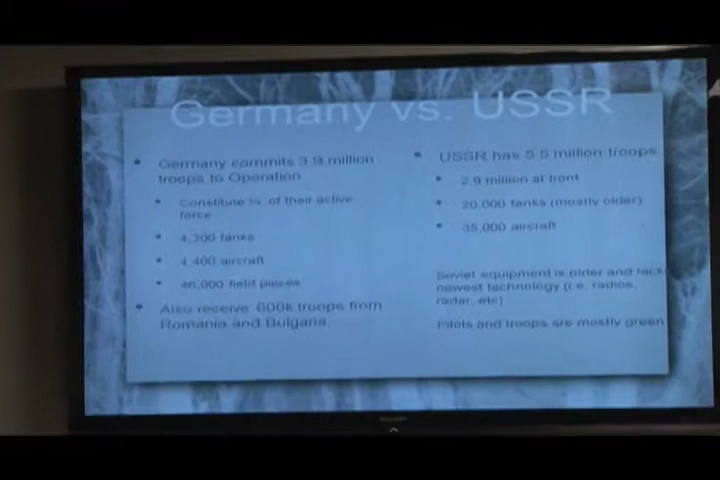 Germany vs. USSR
Germany commits 3.9 million
troops to Operation
Constitute ¾ of their active
force
4,300 tanks
4,400 aircraft
46,000 field pieces
Also receive 600k troops from
Romania and Bulgaria.
USSR has 5.5 million troops
2.9 million at front
20,000 tanks (mostly older)
35,000 aircraft
Soviet equipment is older and lack
newest technology (i.e. radios,
radar, etc)
Pilots and troops are mostly green